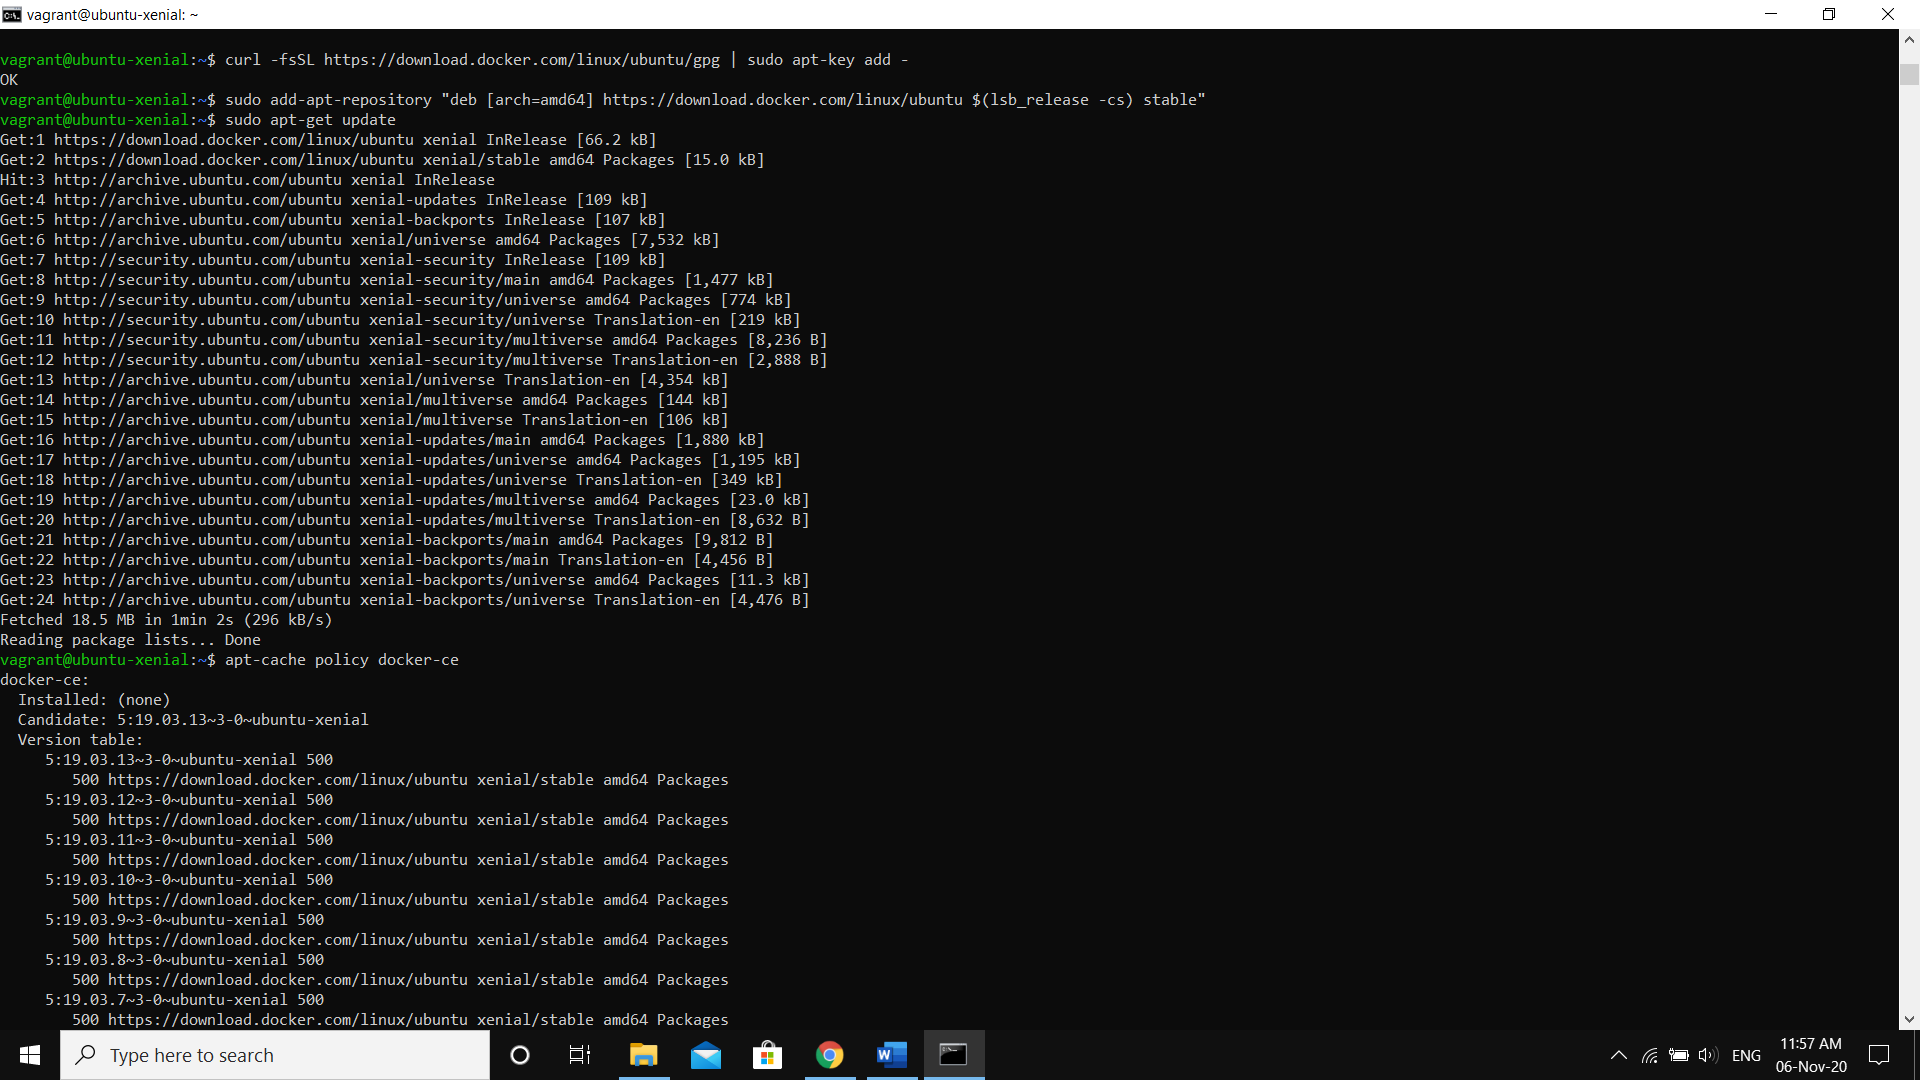 vagrant@ubuntu-xenial: ~
vagrant@ubuntu-xenial:~$ curl -fsSL https://download.docker.com/linux/ubuntu/gpg | sudo apt-key add -
OK
vagrant@ubuntu-xenial:~$ sudo add-apt-repository "deb [arch=amd64] https://download.docker.com/linux/ubuntu $(lsb_release -cs) stable"
vagrant@ubuntu-xenial:~$ sudo apt-get update
Get:1 https://download.docker.com/linux/ubuntu xenial InRelease [66.2 kB]
Get:2 https://download.docker.com/linux/ubuntu xenial/stable amd64 Packages [15.0 kB]
Hit:3 http://archive.ubuntu.com/ubuntu xenial InRelease
Get:4 http://archive.ubuntu.com/ubuntu xenial-updates InRelease [109 kB]
Get:5 http://archive.ubuntu.com/ubuntu xenial-backports InRelease [107 kB]
Get:6 http://archive.ubuntu.com/ubuntu xenial/universe amd64 Packages [7,532 kB]
Get:7 http://security.ubuntu.com/ubuntu xenial-security InRelease [109 kB]
Get:8 http://security.ubuntu.com/ubuntu xenial-security/main amd64 Packages [1,477 kB]
Get:9 http://security.ubuntu.com/ubuntu xenial-security/universe amd64 Packages [774 kB]
Get:10 http://security.ubuntu.com/ubuntu xenial-security/universe Translation-en [219 kB]
Get:11 http://security.ubuntu.com/ubuntu xenial-security/multiverse amd64 Packages [8,236 B]
Get:12 http://security.ubuntu.com/ubuntu xenial-security/multiverse Translation-en [2,888 B]
Get:13 http://archive.ubuntu.com/ubuntu xenial/universe Translation-en [4,354 kB]
Get:14 http://archive.ubuntu.com/ubuntu xenial/multiverse amd64 Packages [144 kB]
Get:15 http://archive.ubuntu.com/ubuntu xenial/multiverse Translation-en [106 kB]
Get:16 http://archive.ubuntu.com/ubuntu xenial-updates/main amd64 Packages [1,880 kB]
Get:17 http://archive.ubuntu.com/ubuntu xenial-updates/universe amd64 Packages [1,195 kB]
Get:18 http://archive.ubuntu.com/ubuntu xenial-updates/universe Translation-en [349 kB]
Get:19 http://archive.ubuntu.com/ubuntu xenial-updates/multiverse amd64 Packages [23.0 kB]
Get:20 http://archive.ubuntu.com/ubuntu xenial-updates/multiverse Translation-en [8,632 B]
Get:21 http://archive.ubuntu.com/ubuntu xenial-backports/main amd64 Packages [9,812 B]
Get:22 http://archive.ubuntu.com/ubuntu xenial-backports/main Translation-en [4,456 B]
Get:23 http://archive.ubuntu.com/ubuntu xenial-backports/universe amd64 Packages [11.3 kB]
Get:24 http://archive.ubuntu.com/ubuntu xenial-backports/universe Translation-en [4,476 B]
Fetched 18.5 MB in 1min 2s (296 kB/s)
Reading package lists... Done
vagrant@ubuntu-xenial:~$ apt-cache policy docker-ce
docker-ce:
  Installed: (none)
  Candidate: 5:19.03.13~3-0~ubuntu-xenial
  Version table:
     5:19.03.13~3-0~ubuntu-xenial 500
        500 https://download.docker.com/linux/ubuntu xenial/stable amd64 Packages
     5:19.03.12~3-0~ubuntu-xenial 500
        500 https://download.docker.com/linux/ubuntu xenial/stable amd64 Packages
     5:19.03.11~3-0~ubuntu-xenial 500
        500 https://download.docker.com/linux/ubuntu xenial/stable amd64 Packages
     5:19.03.10~3-0~ubuntu-xenial 500
        500 https://download.docker.com/linux/ubuntu xenial/stable amd64 Packages
     5:19.03.9~3-0~ubuntu-xenial 500
        500 https://download.docker.com/linux/ubuntu xenial/stable amd64 Packages
     5:19.03.8~3-0~ubuntu-xenial 500
        500 https://download.docker.com/linux/ubuntu xenial/stable amd64 Packages
     5:19.03.7~3-0~ubuntu-xenial 500
        500 https://download.docker.com/linux/ubuntu xenial/stable amd64 Packages
Type here to search
ENG
11:57 AM
06-Nov-20